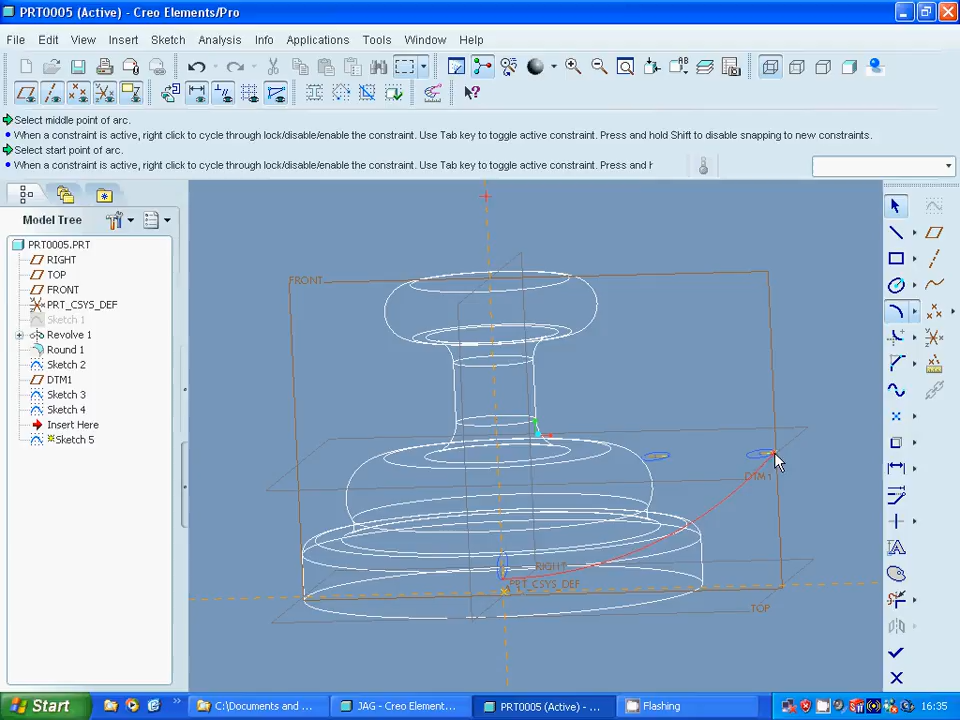 PRT0005 (Active) - Creo Elements/Pro
File Edit View Insert Sketch Analysis Info Applications Tools Window Help
Select middle point of arc.
When a constraint is active, right click to cycle through lock/disable/enable the constraint. Use Tab key to toggle active constraint. Press and hold Shift to disable snapping to new constraints.
Select start point of arc.
When a constraint is active, right click to cycle through lock/disable/enable the constraint. Use Tab key to toggle active constraint. Press and h
Model Tree
PRT0005.PRT
RIGHT
TOP
FRONT
PRT_CSYS_DEF
Sketch 1
Revolve 1
Round 1
Sketch 2
DTM1
Sketch 3
Sketch 4
Insert Here
Sketch 5
FRONT
DTM1
RIGHT
PRT_CSYS_DEF
TOP
Start
C:\Documents and ...
JAG - Creo Element...
PRT0005 (Active) - ...
Flashing
16:35